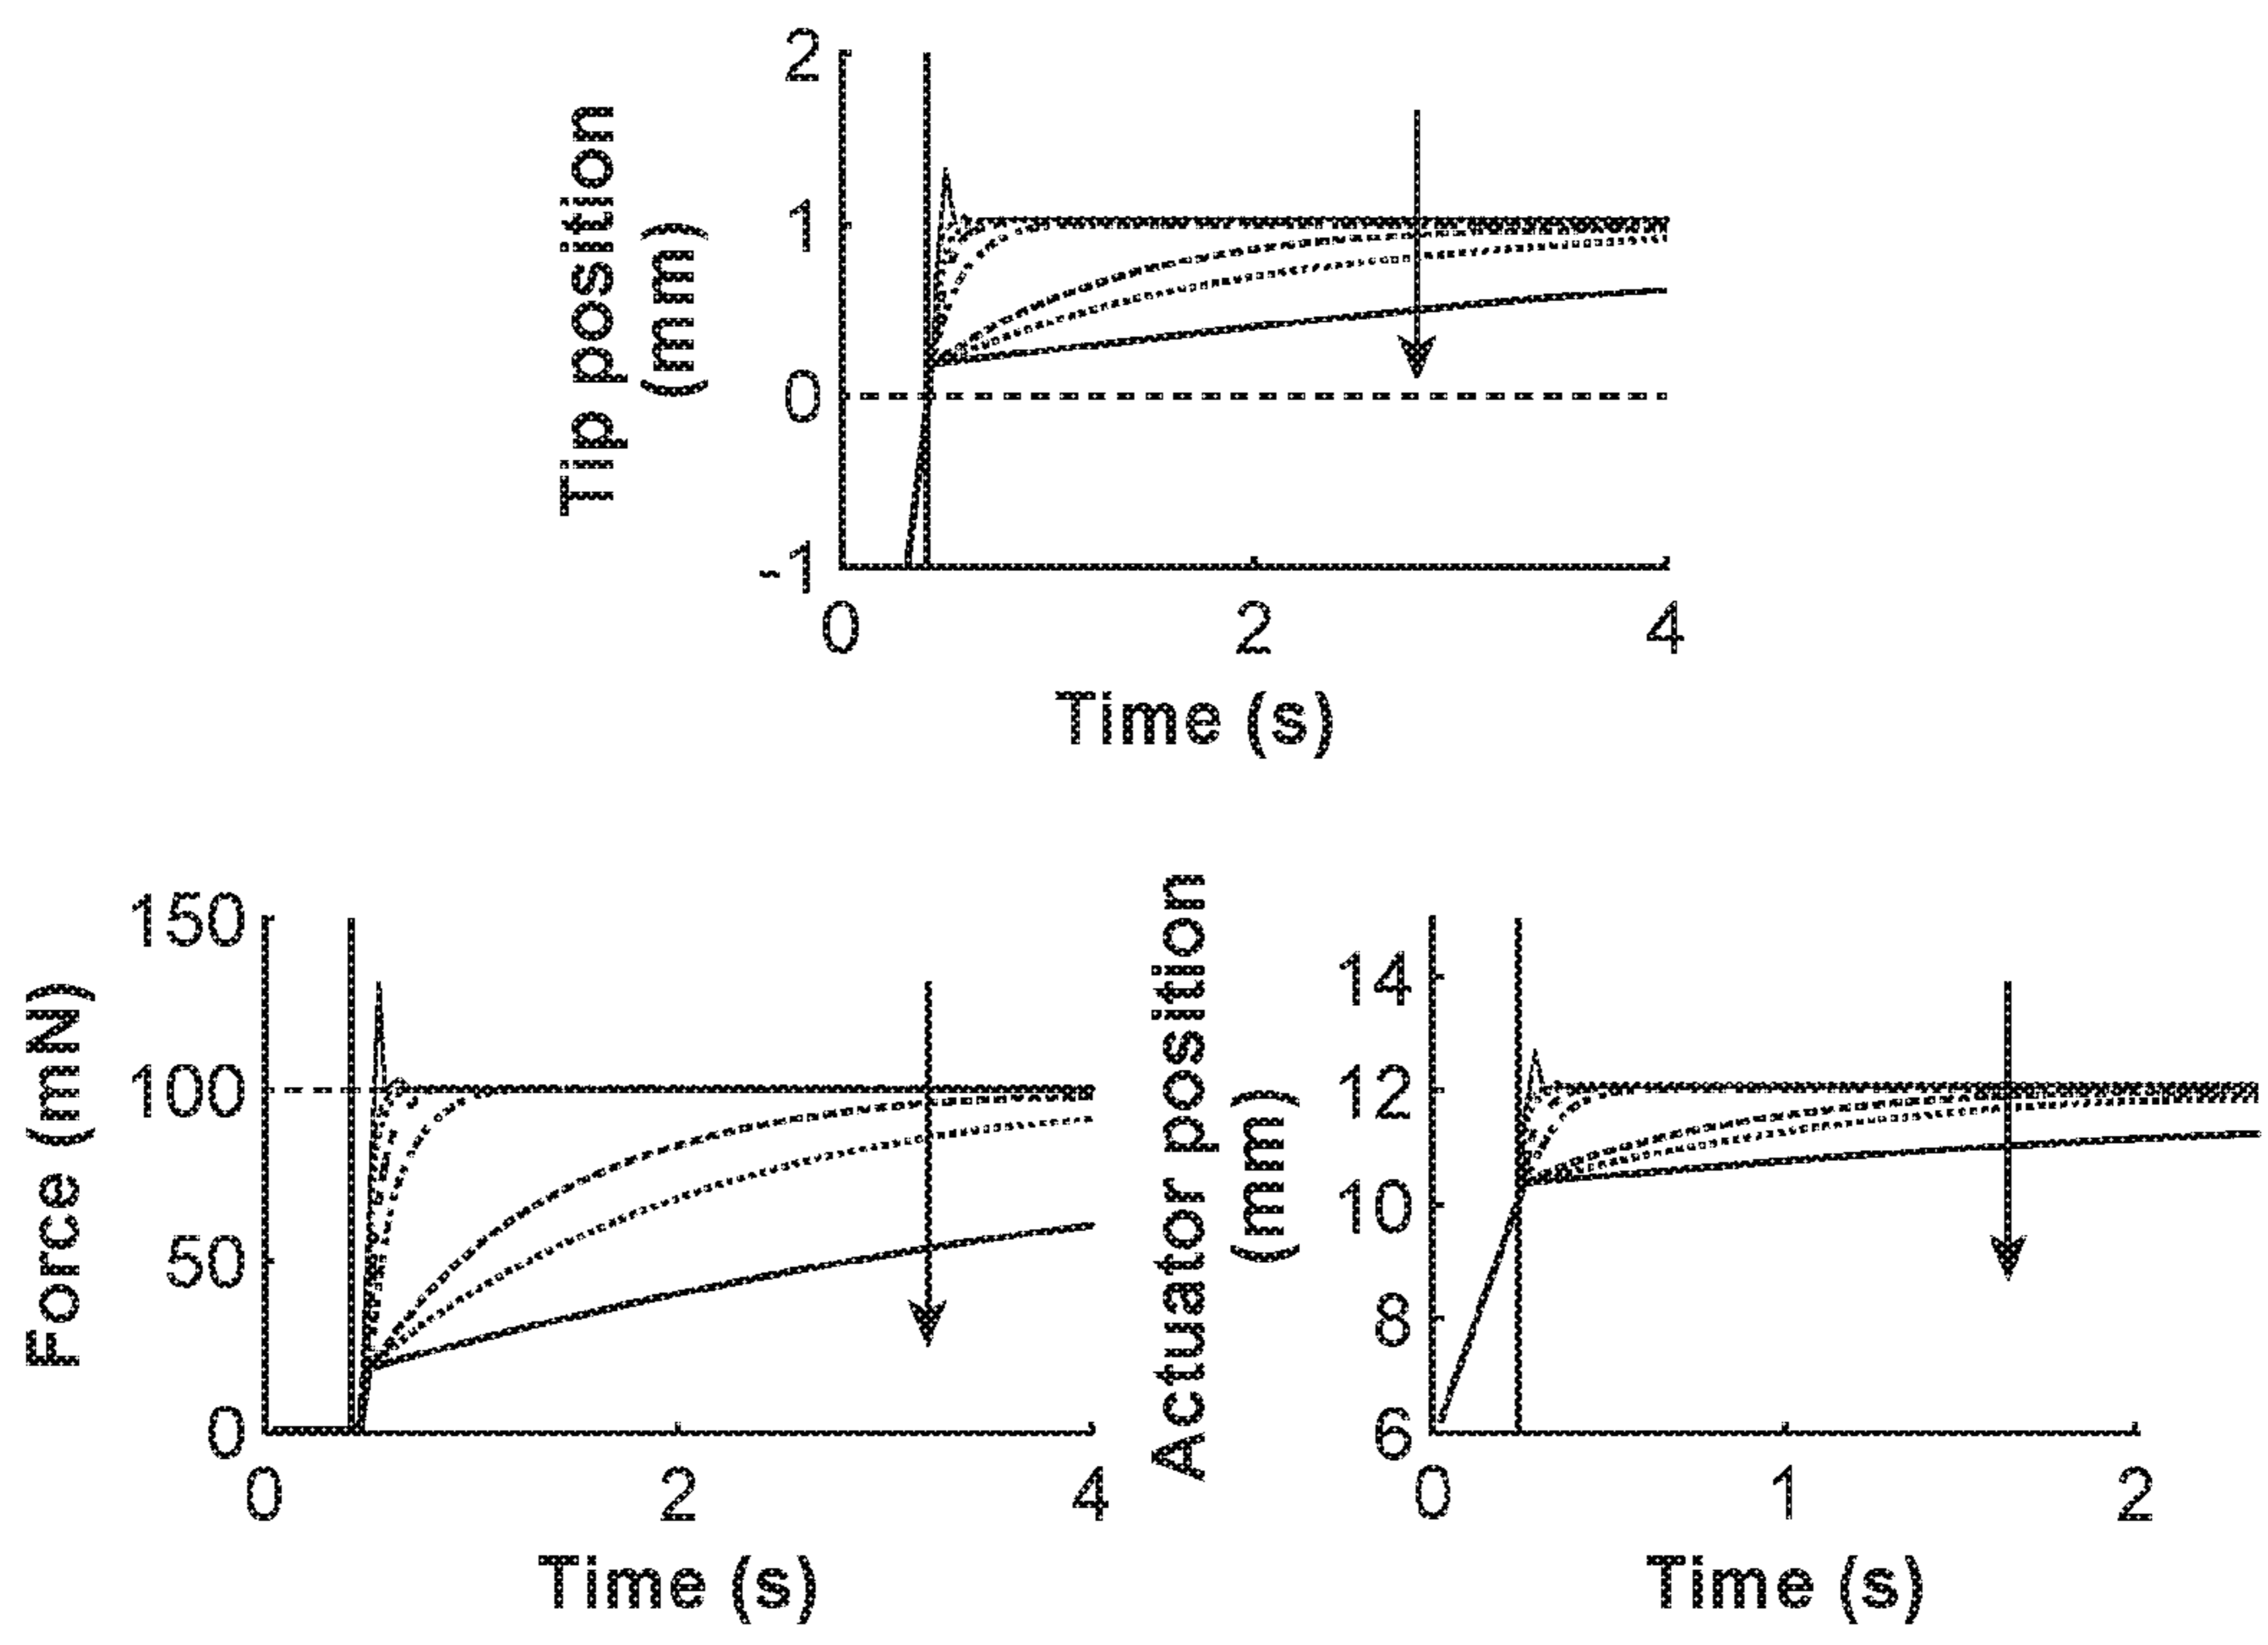 Tip position
(mm)
2
1
0
-1
0 2 4
Time (s)
Force (mN)
150
100
50
0
0 2 4
Time (s)
Actuator position
(mm)
14
12
10
8
6
0 1 2
Time (s)